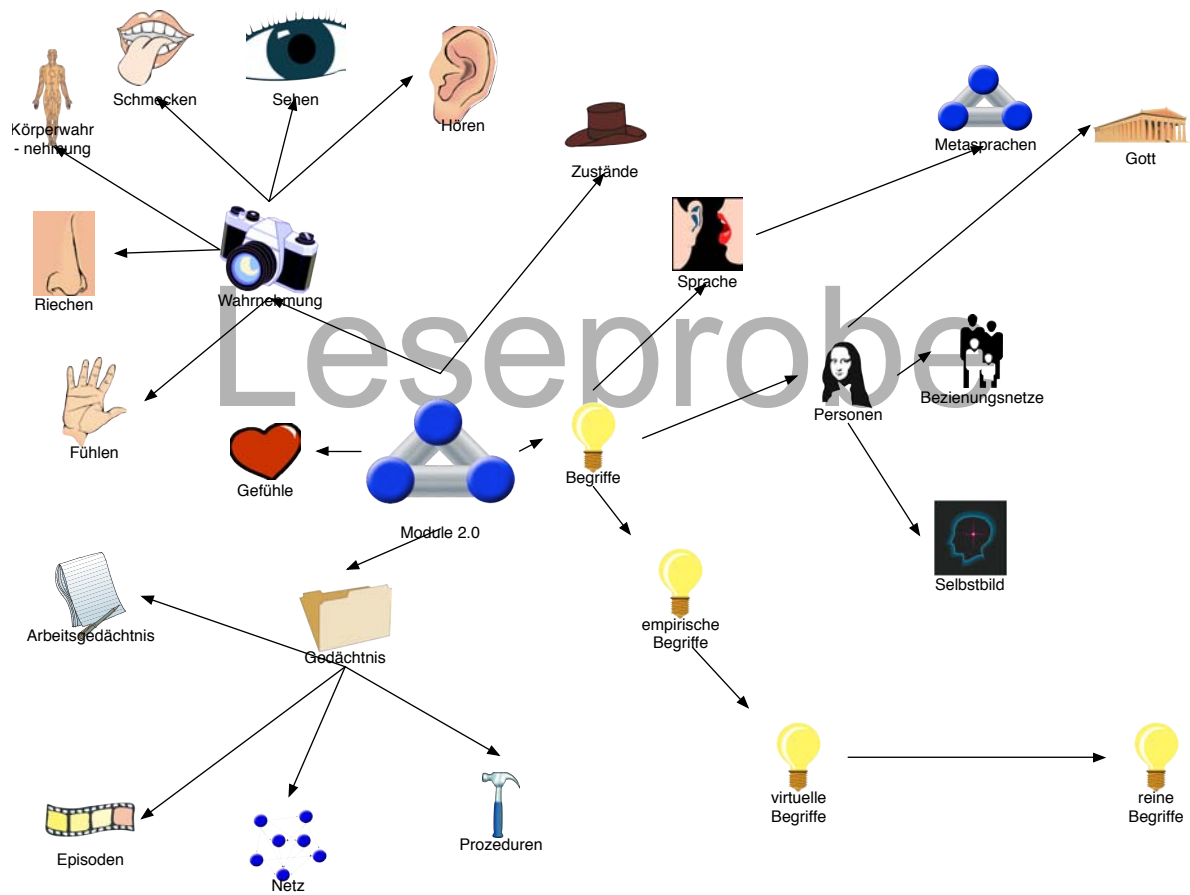 Schmecken
Sehen
Hören
Körperwahr
- nehmung
Zustände
Metasprachen
Gott
Riechen
Wahrnehmung
Sprache
Leseprobe
Fühlen
Gefühle
Module 2.0
Begriffe
Personen
Bezienungsnetze
Selbstbild
Arbeitsgedächtnis
Gedächtnis
empirische
Begriffe
Episoden
Netz
Prozeduren
virtuelle
Begriffe
reine
Begriffe